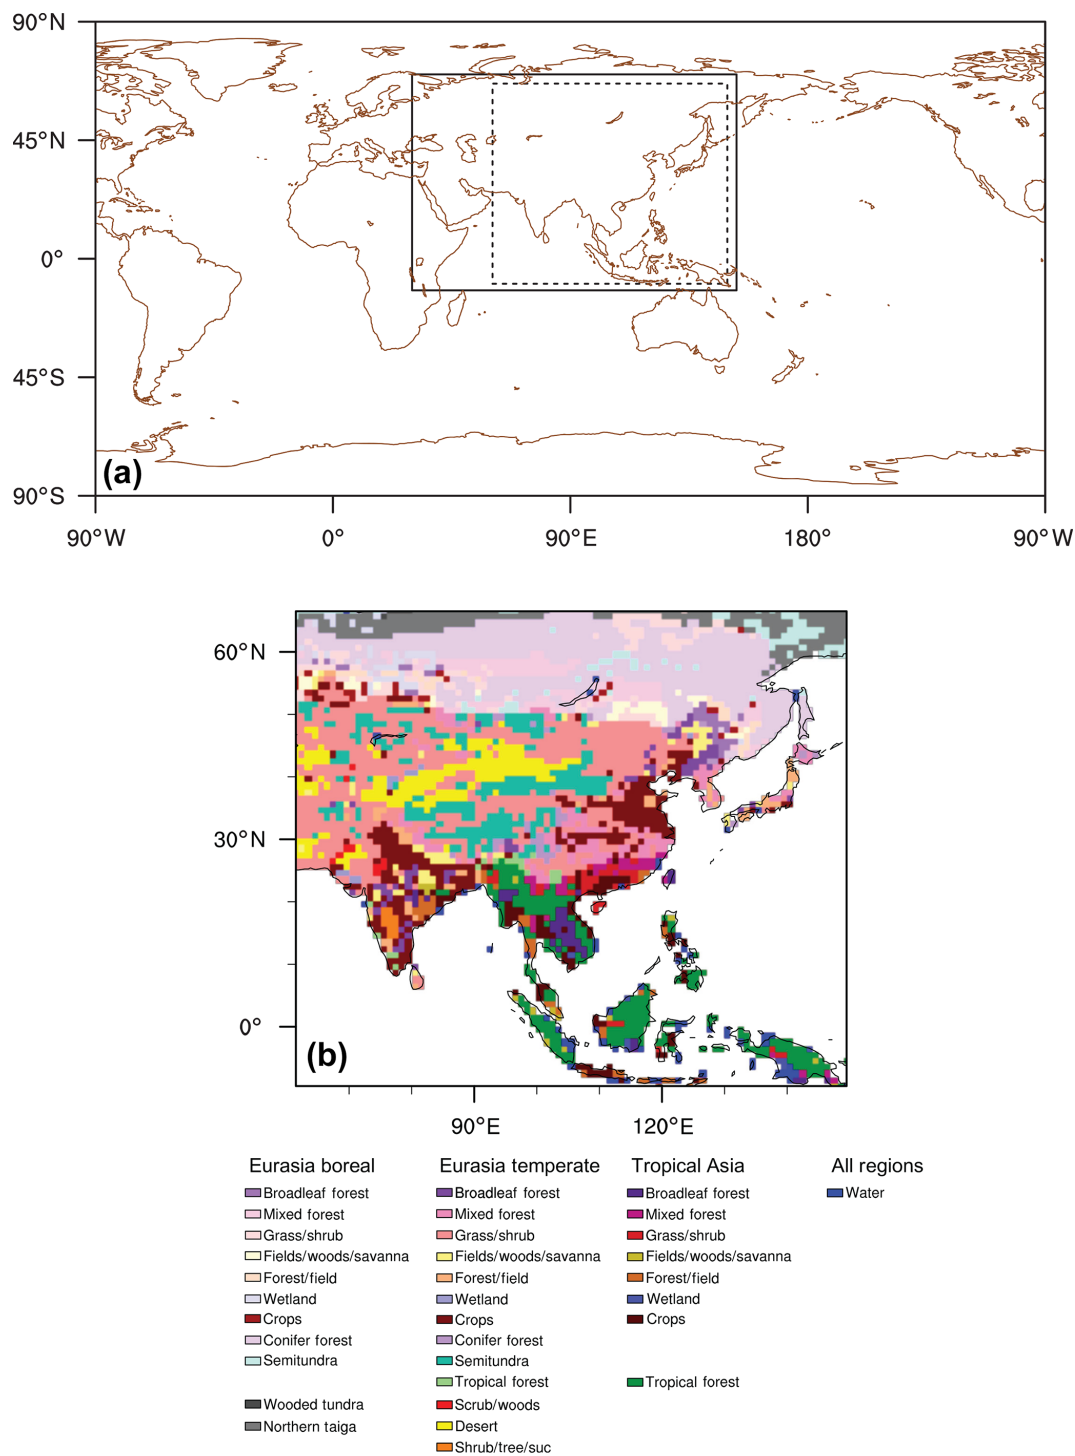 90°N
45°N
0°
45°S
90°S
(a)
90°W 0° 90°E 180° 90°W
60°N
30°N
0°
(b)
90°E 120°E
Eurasia boreal Eurasia temperate Tropical Asia All regions
Broadleaf forest Broadleaf forest Broadleaf forest Water
Mixed forest Mixed forest Mixed forest
Grass/shrub Grass/shrub Grass/shrub
Fields/woods/savanna Fields/woods/savanna Fields/woods/savanna
Forest/field Forest/field Forest/field
Wetland Wetland Wetland
Crops Crops Crops
Conifer forest Conifer forest
Semitundra Semitundra
Tropical forest Tropical forest
Wooded tundra Scrub/woods
Northern taiga Desert
Shrub/tree/suc